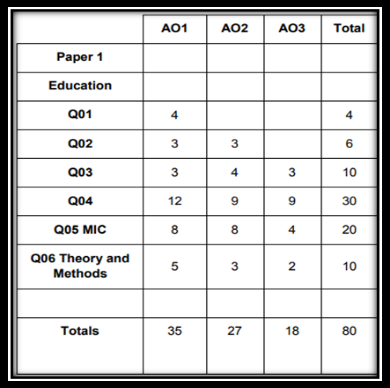 AO1 AO2 AO3 Total
Paper 1
Education
Q01 4 4
Q02 3 3 6
Q03 3 4 3 10
Q04 12 9 9 30
Q05 MIC 8 8 4 20
Q06 Theory and
Methods 5 3 2 10
Totals 35 27 18 80